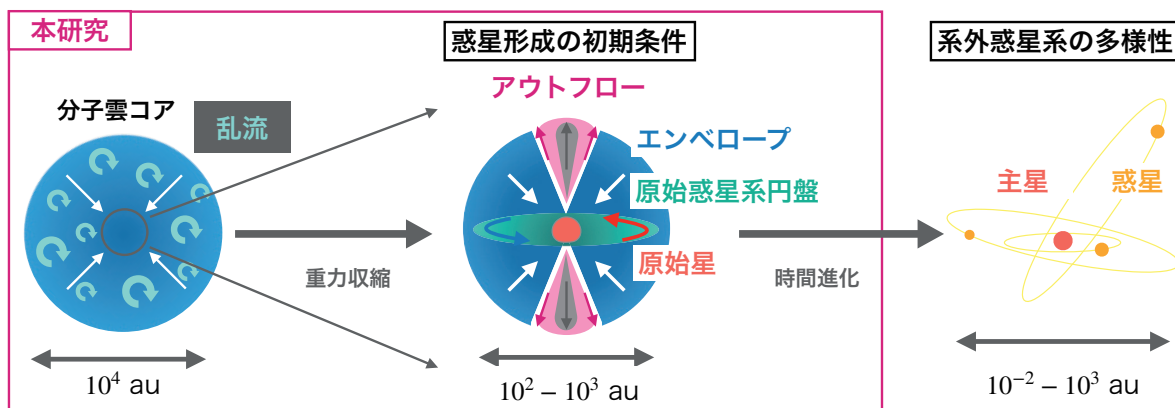 本研究
惑星形成の初期条件
系外惑星系の多様性
アウトフロー
分子雲コア
乱流
エンベロープ
原始惑星系円盤
主星
惑星
原始星
重力収縮
時間進化
10⁴ au
10² – 10³ au
10⁻² – 10³ au